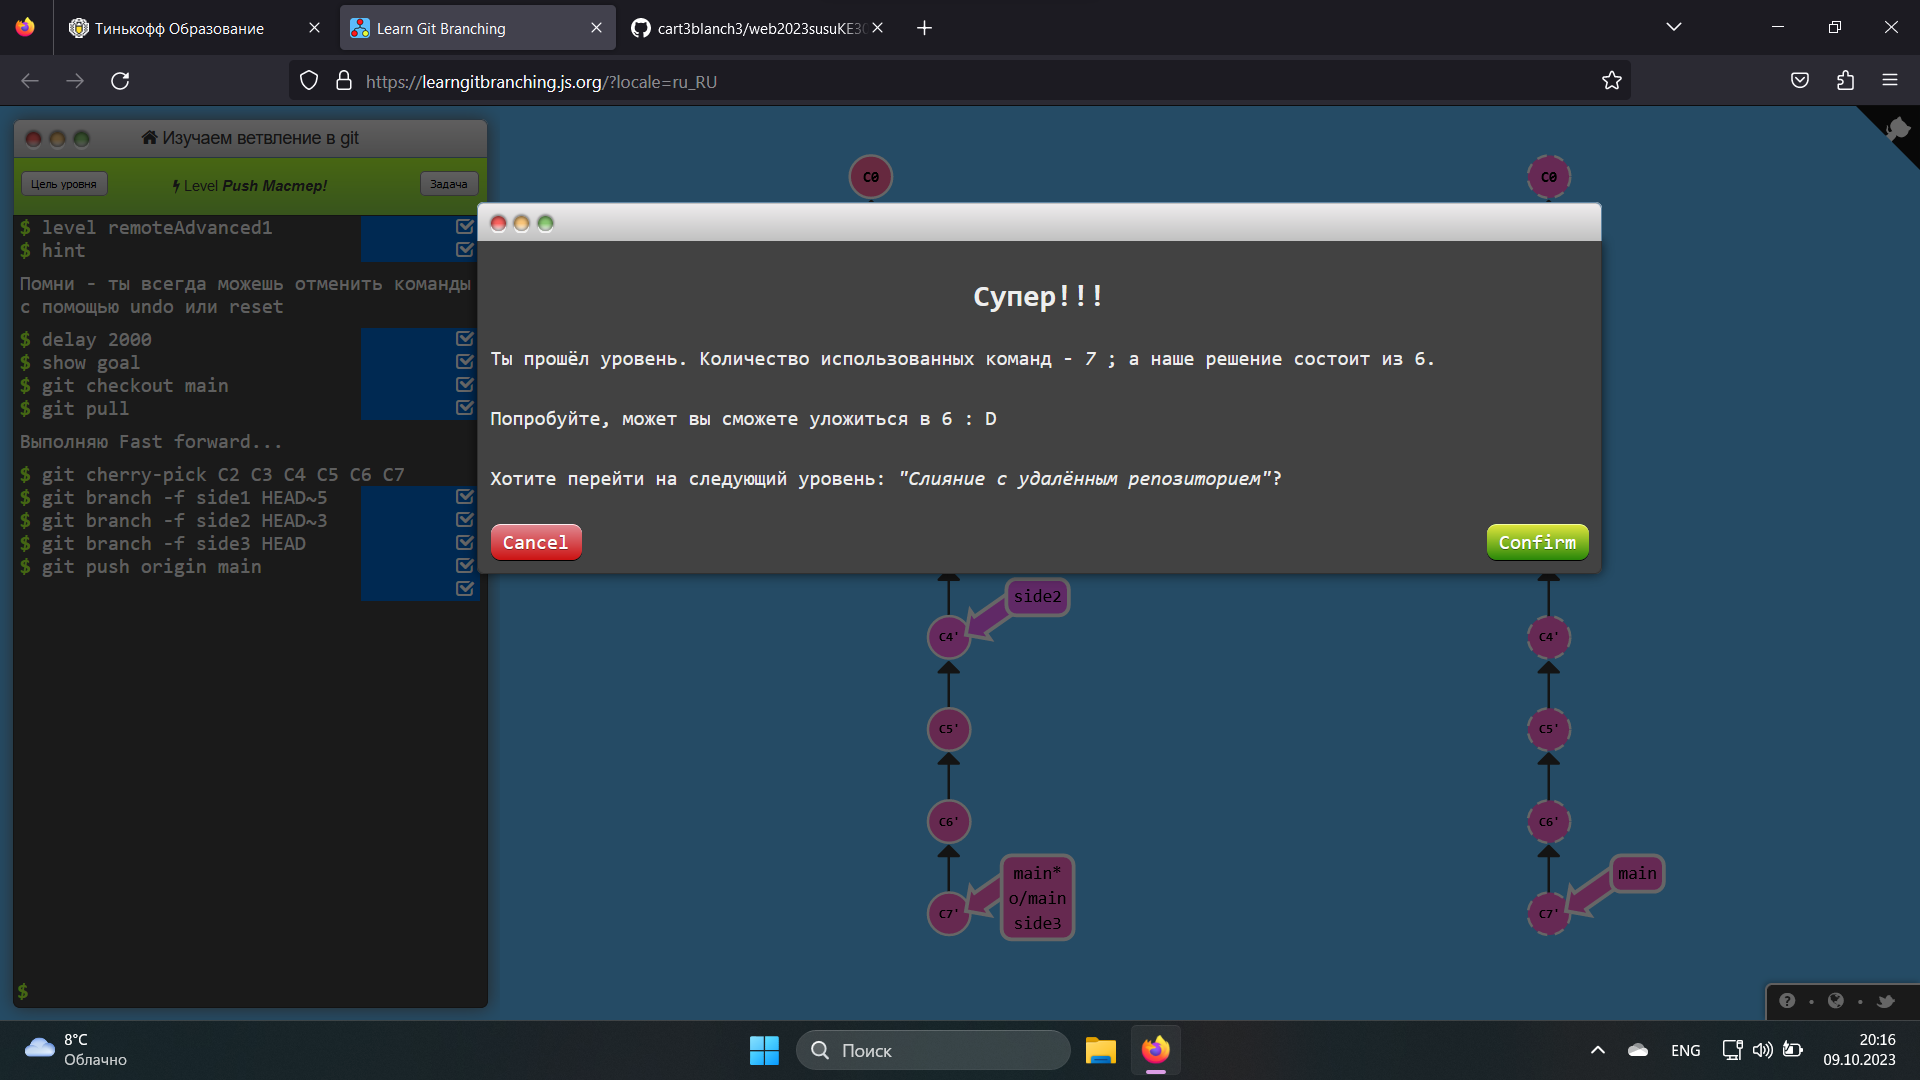 Тинькофф Образование
Learn Git Branching
cart3blanch3/web2023susuKE3
https://learngitbranching.js.org/?locale=ru_RU
Изучаем ветвление в git
Цель уровня
Level Push Мастер!
Задача
$ level remoteAdvanced1
$ hint
Помни - ты всегда можешь отменить команды
с помощью undo или reset
$ delay 2000
$ show goal
$ git checkout main
$ git pull
Выполняю Fast forward...
$ git cherry-pick C2 C3 C4 C5 C6 C7
$ git branch -f side1 HEAD~5
$ git branch -f side2 HEAD~3
$ git branch -f side3 HEAD
$ git push origin main
$
C0
C0
Супер!!!
Ты прошёл уровень. Количество использованных команд - 7 ; а наше решение состоит из 6.
Попробуйте, может вы сможете уложиться в 6 : D
Хотите перейти на следующий уровень: "Слияние с удалённым репозиторием"?
Cancel
Confirm
side2
C4'
C4'
C5'
C5'
C6'
C6'
main*
o/main
side3
C7'
main
C7'
8°C
Облачно
Поиск
ENG
20:16
09.10.2023